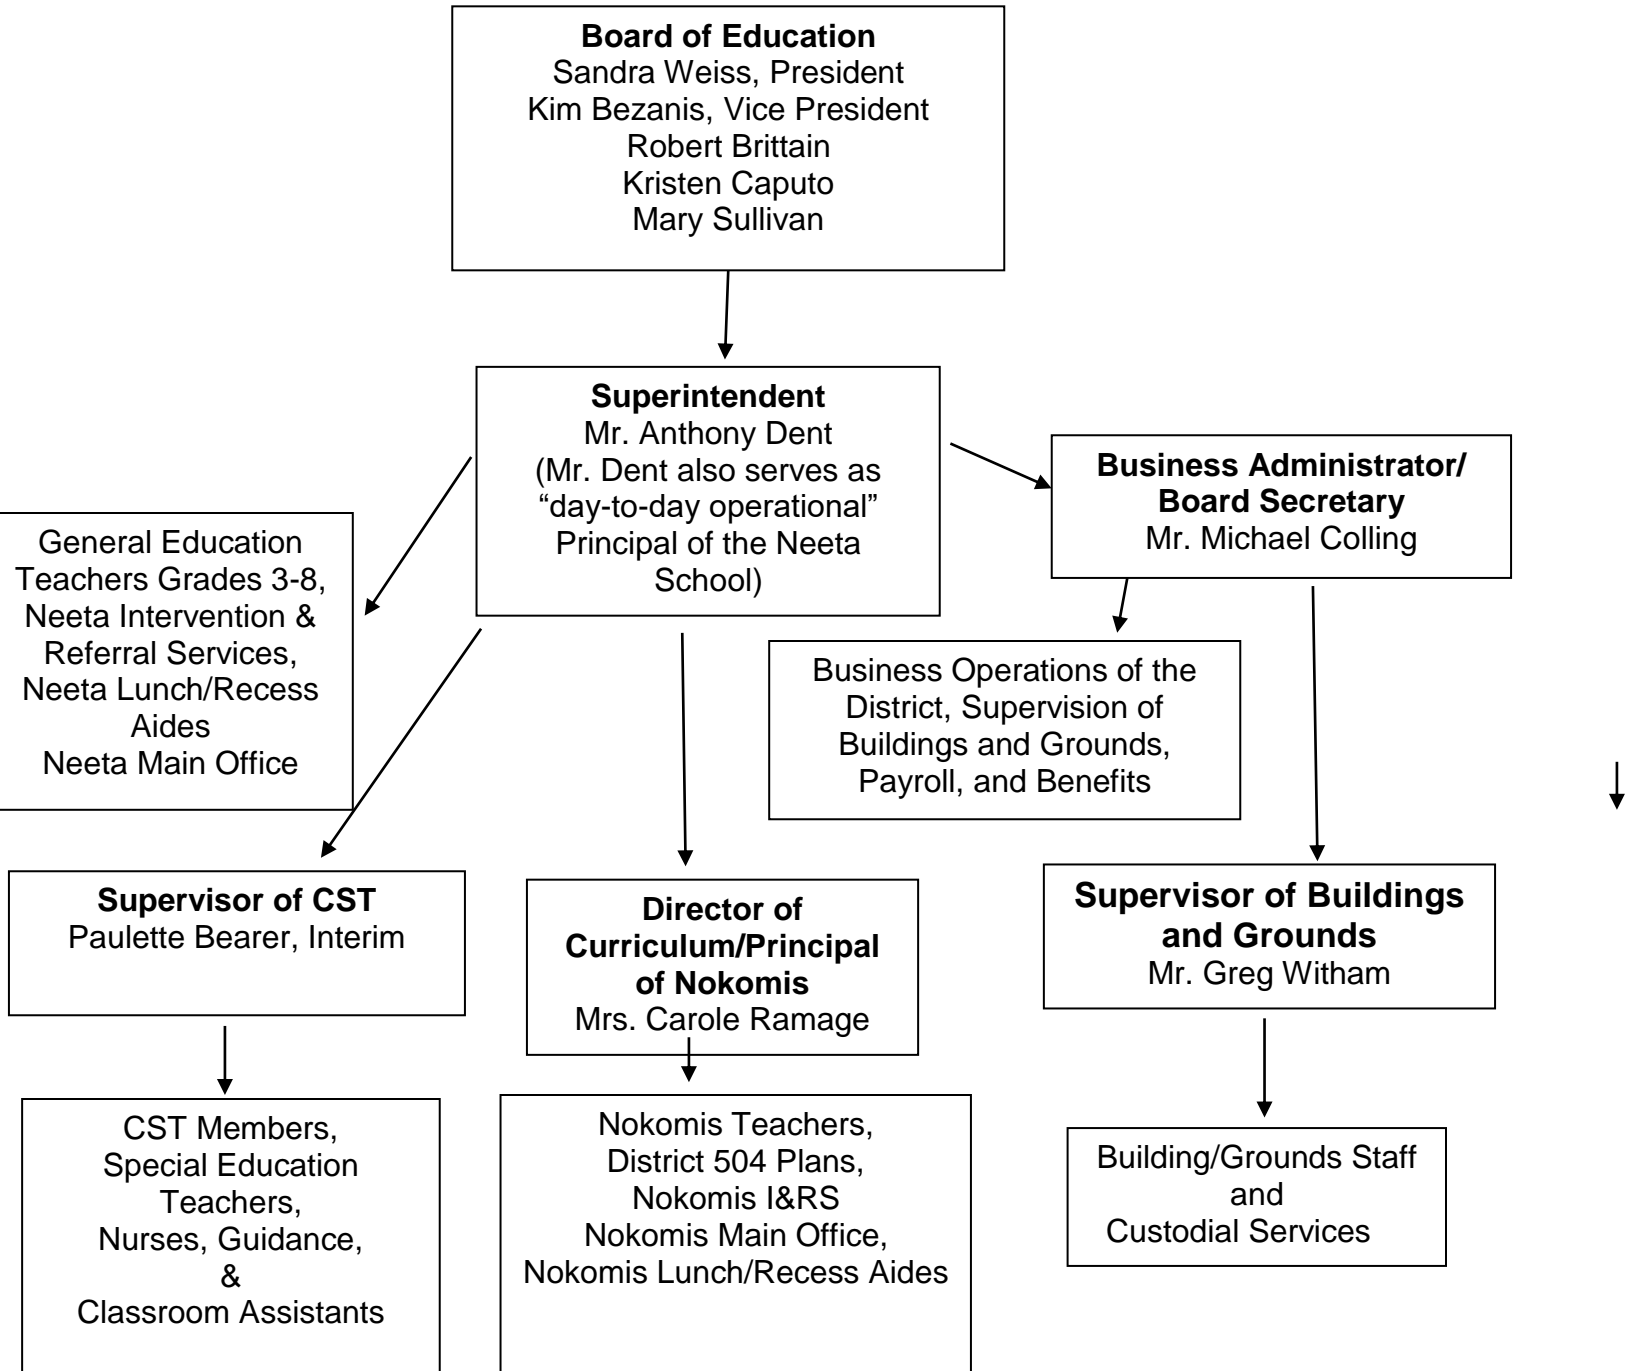 Board of Education
Sandra Weiss, President
Kim Bezanis, Vice President
Robert Brittain
Kristen Caputo
Mary Sullivan
Superintendent
Mr. Anthony Dent
(Mr. Dent also serves as
“day-to-day operational”
Principal of the Neeta
School)
Business Administrator/
Board Secretary
Mr. Michael Colling
General Education
Teachers Grades 3-8,
Neeta Intervention &
Referral Services,
Neeta Lunch/Recess
Aides
Neeta Main Office
Business Operations of the
District, Supervision of
Buildings and Grounds,
Payroll, and Benefits
Supervisor of CST
Paulette Bearer, Interim
Director of
Curriculum/Principal
of Nokomis
Mrs. Carole Ramage
Supervisor of Buildings
and Grounds
Mr. Greg Witham
CST Members,
Special Education
Teachers,
Nurses, Guidance,
&
Classroom Assistants
Nokomis Teachers,
District 504 Plans,
Nokomis I&RS
Nokomis Main Office,
Nokomis Lunch/Recess Aides
Building/Grounds Staff
and
Custodial Services